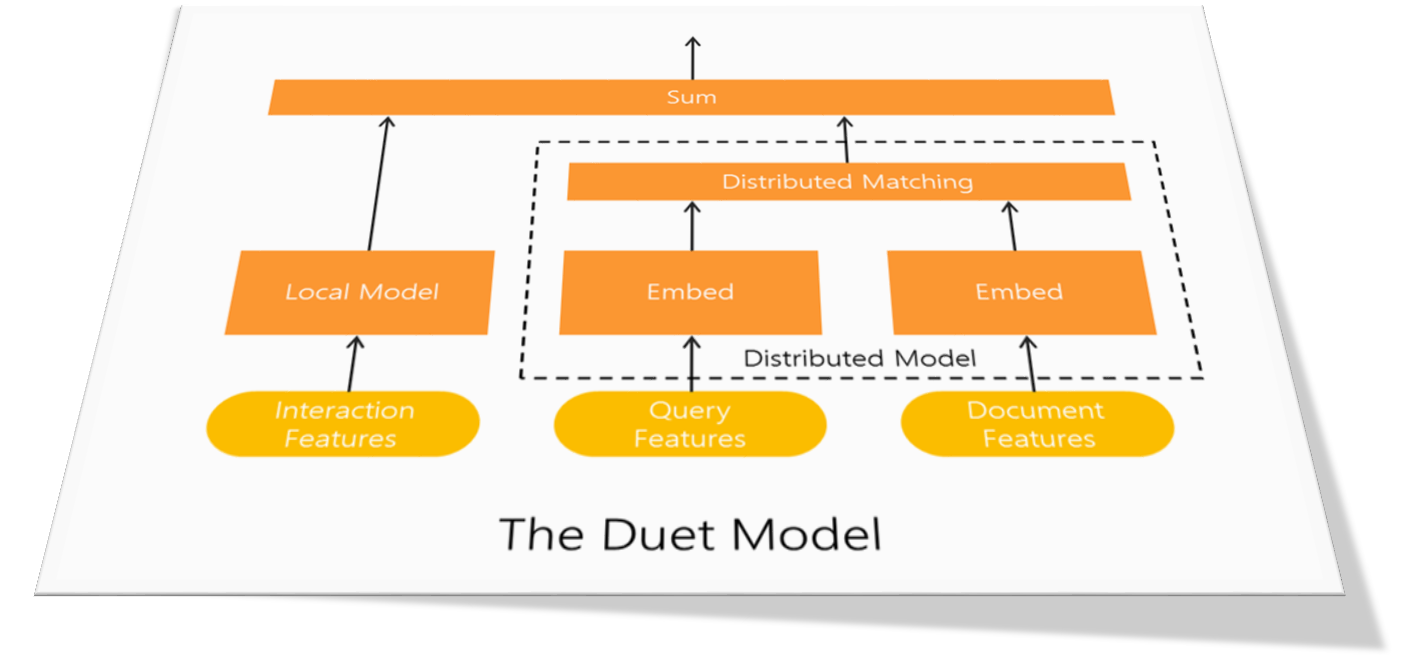 Sum
Distributed Matching
Local Model
Embed
Embed
Distributed Model
Interaction
Features
Query
Features
Document
Features
The Duet Model